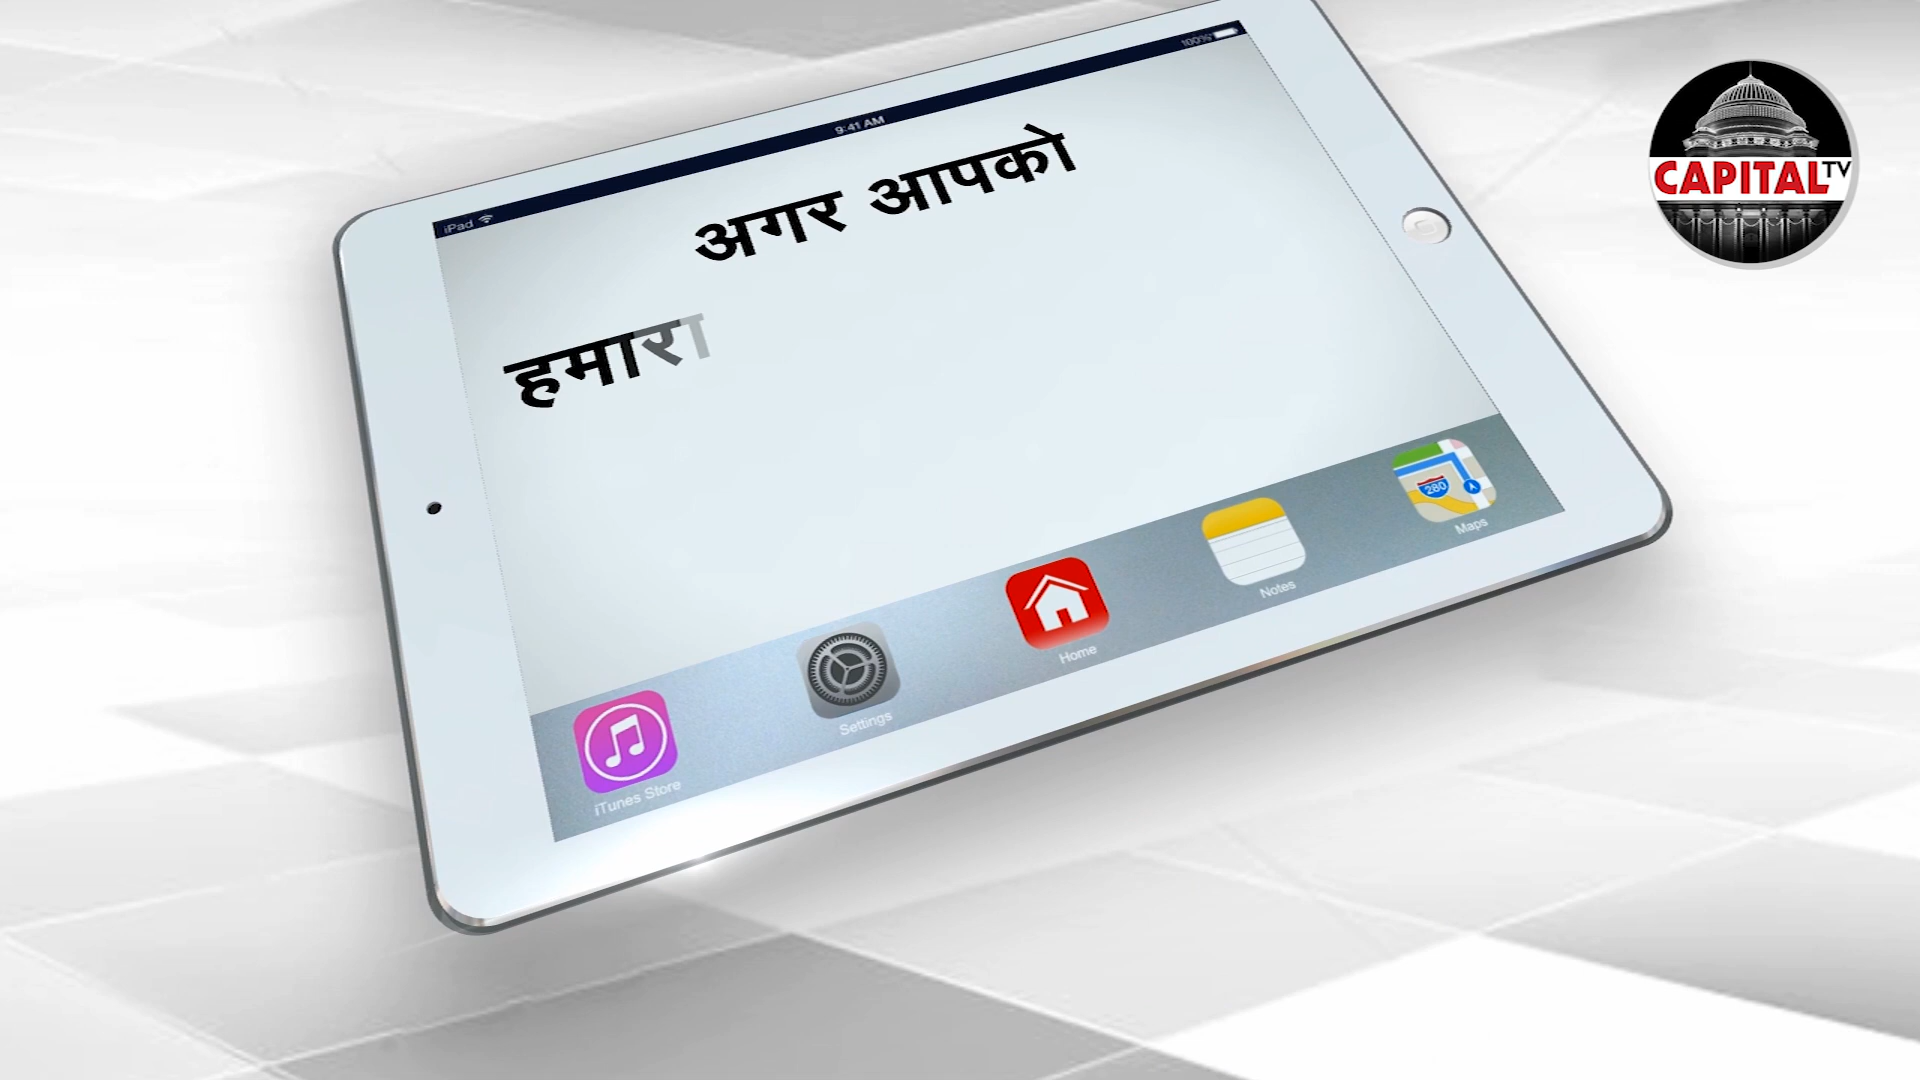 iPad
9:41 AM
100%
अगर आपको
हमारा
iTunes Store
Settings
Home
Notes
280
Maps
CAPITAL TV